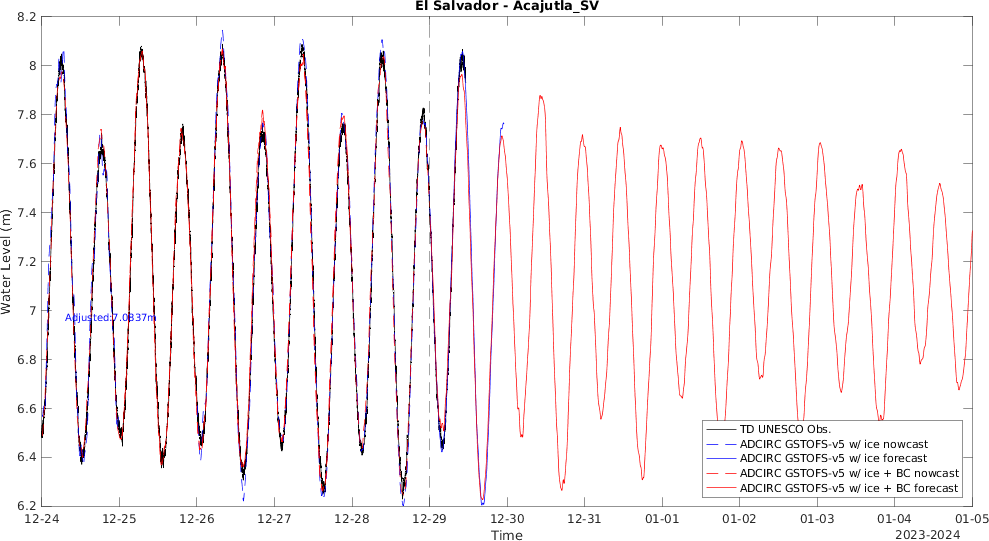 El Salvador - Acajutla_SV
Water Level (m)
8.2
8
7.8
7.6
7.4
7.2
7
6.8
6.6
6.4
6.2
Adjusted:7.0337m
TD UNESCO Obs.
ADCIRC GSTOFS-v5 w/ ice nowcast
ADCIRC GSTOFS-v5 w/ ice forecast
ADCIRC GSTOFS-v5 w/ ice + BC nowcast
ADCIRC GSTOFS-v5 w/ ice + BC forecast
12-24 12-25 12-26 12-27 12-28 12-29 12-30 12-31 01-01 01-02 01-03 01-04 01-05
Time
2023-2024